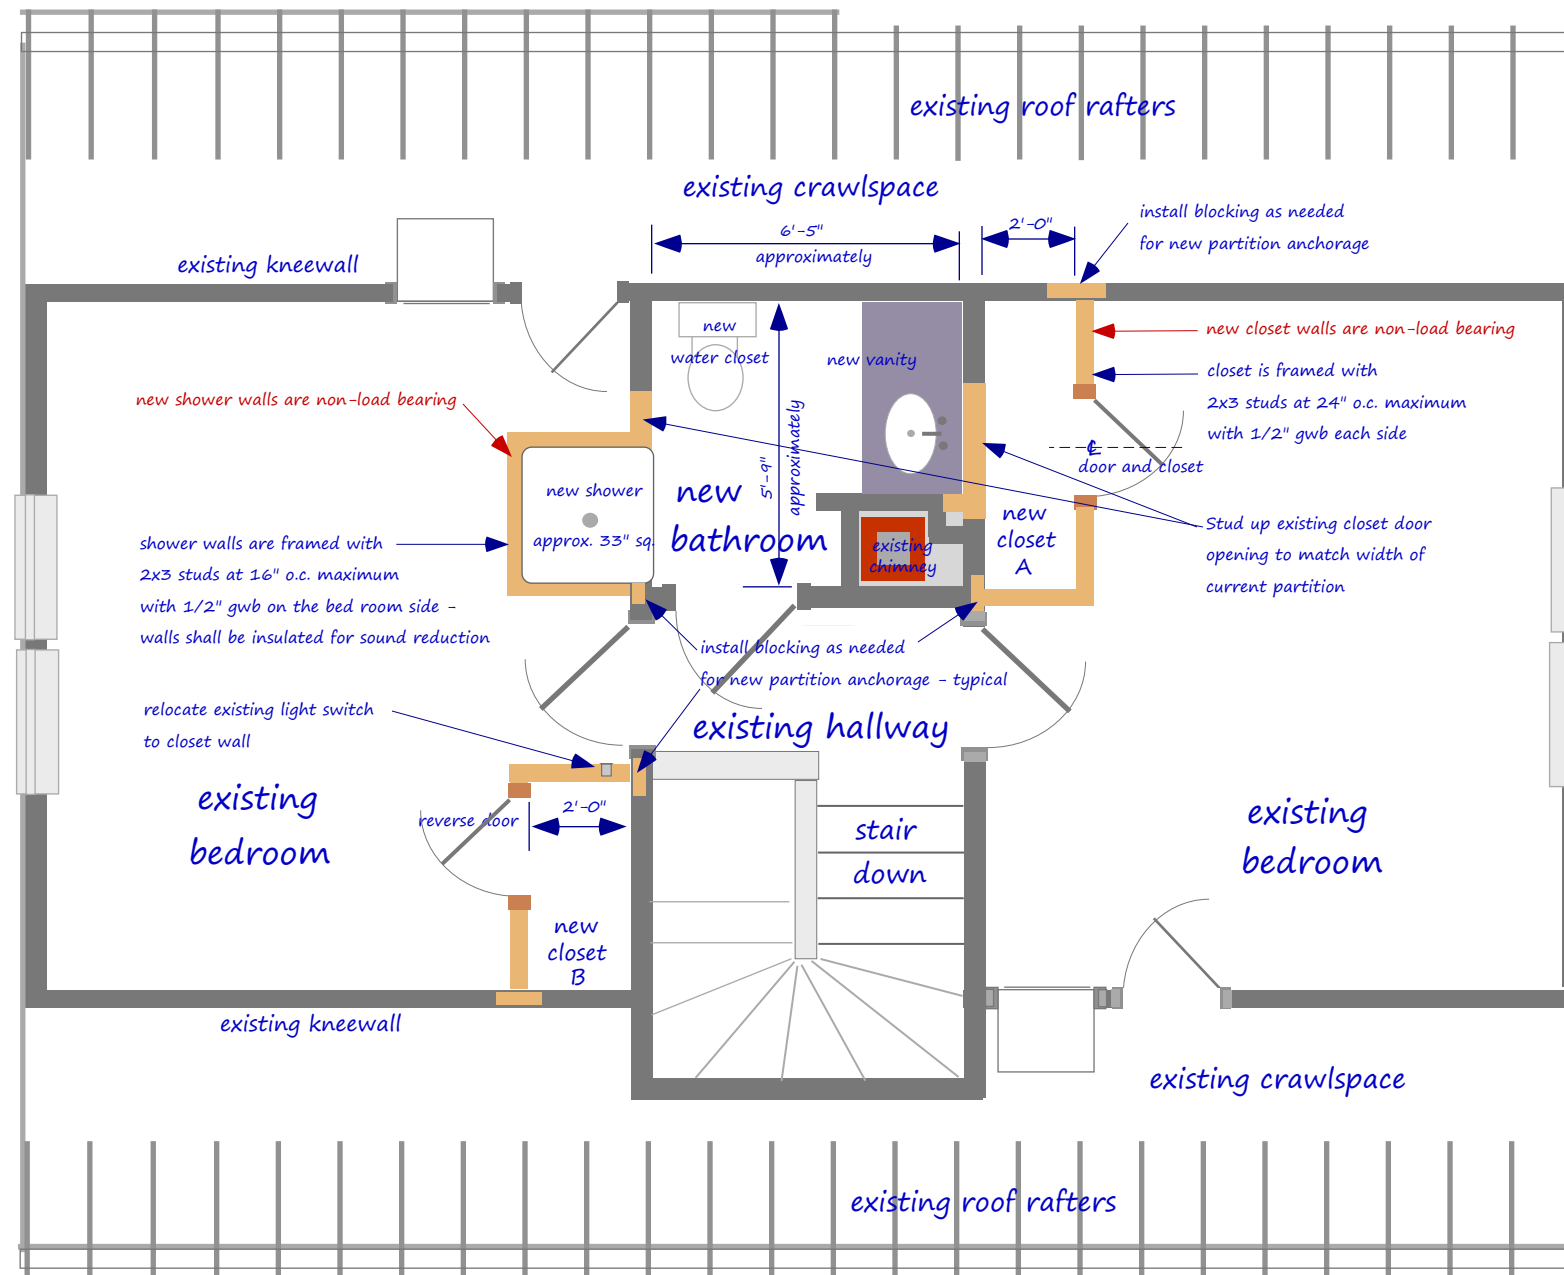 existing roof rafters
existing crawlspace
install blocking as needed
for new partition anchorage
6'-5"
approximately
2'-0"
existing kneewall
new
water closet
new vanity
new closet walls are non-load bearing
closet is framed with
2x3 studs at 24" o.c. maximum
with 1/2" gwb each side
new shower walls are non-load bearing
5'-9"
approximately
℄
door and closet
new shower
approx. 33" sq.
new
bathroom
existing
chimney
new
closet
A
Stud up existing closet door
opening to match width of
current partition
shower walls are framed with
2x3 studs at 16" o.c. maximum
with 1/2" gwb on the bed room side -
walls shall be insulated for sound reduction
install blocking as needed
for new partition anchorage - typical
relocate existing light switch
to closet wall
existing hallway
existing
bedroom
reverse door
2'-0"
stair
down
existing
bedroom
new
closet
B
existing kneewall
existing crawlspace
existing roof rafters